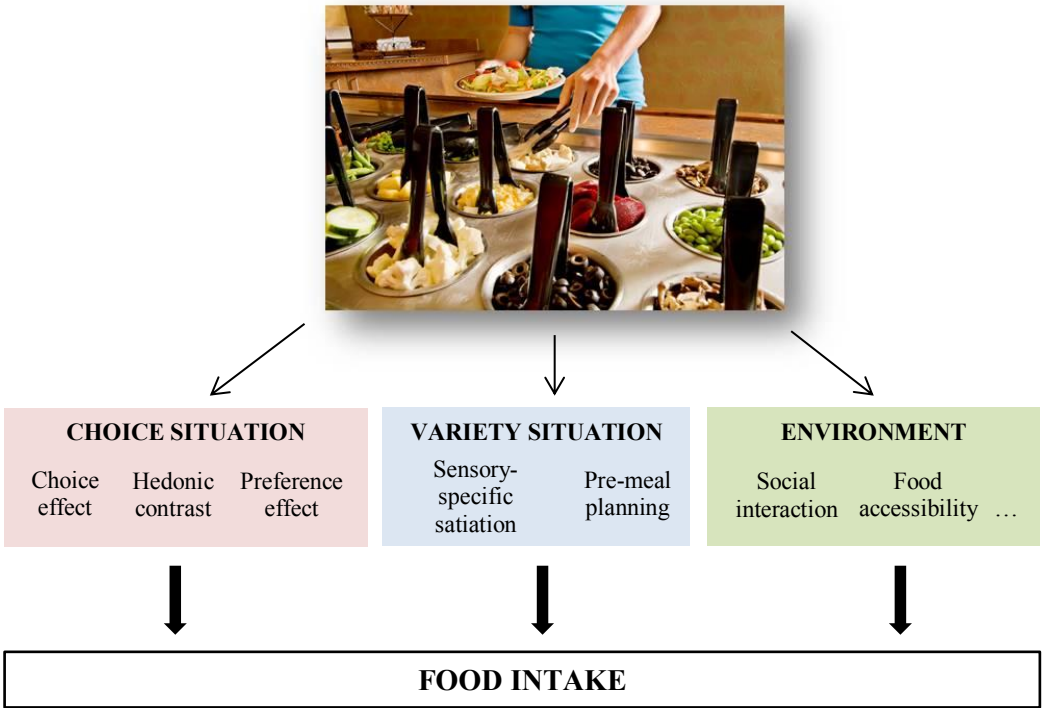 CHOICE SITUATION
Choice
effect
Hedonic
contrast
Preference
effect
VARIETY SITUATION
Sensory-
specific
satiation
Pre-meal
planning
ENVIRONMENT
Social
interaction
Food
accessibility
…
FOOD INTAKE